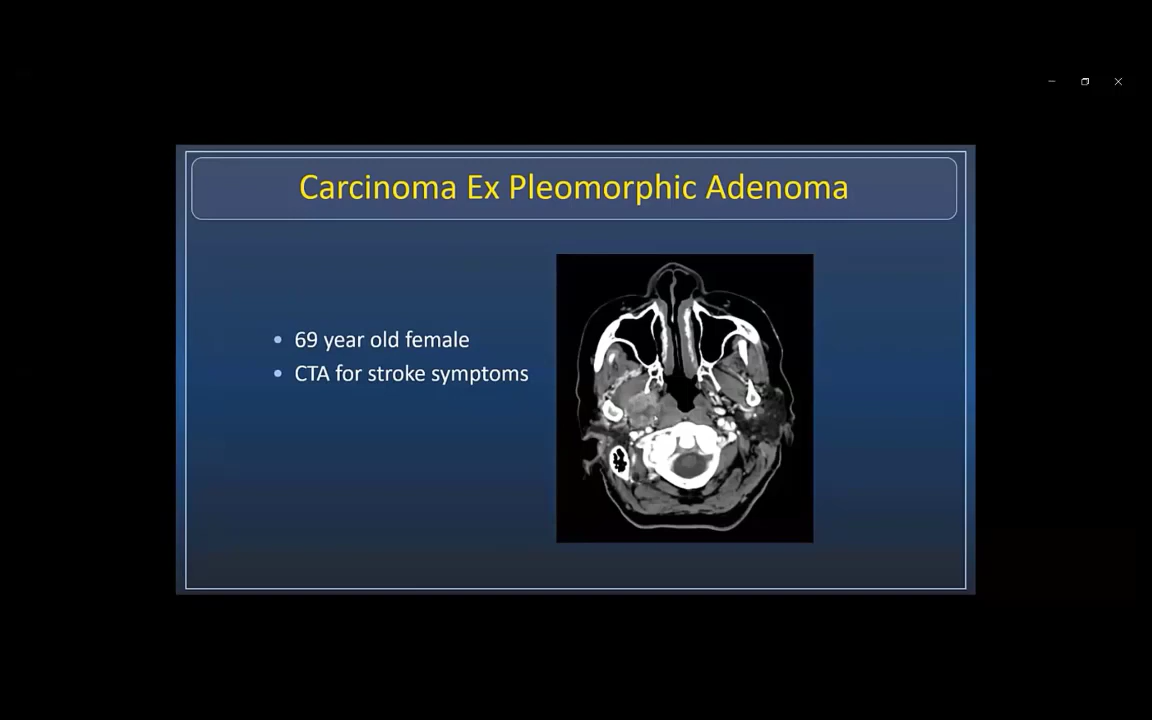 Carcinoma Ex Pleomorphic Adenoma
• 69 year old female
• CTA for stroke symptoms